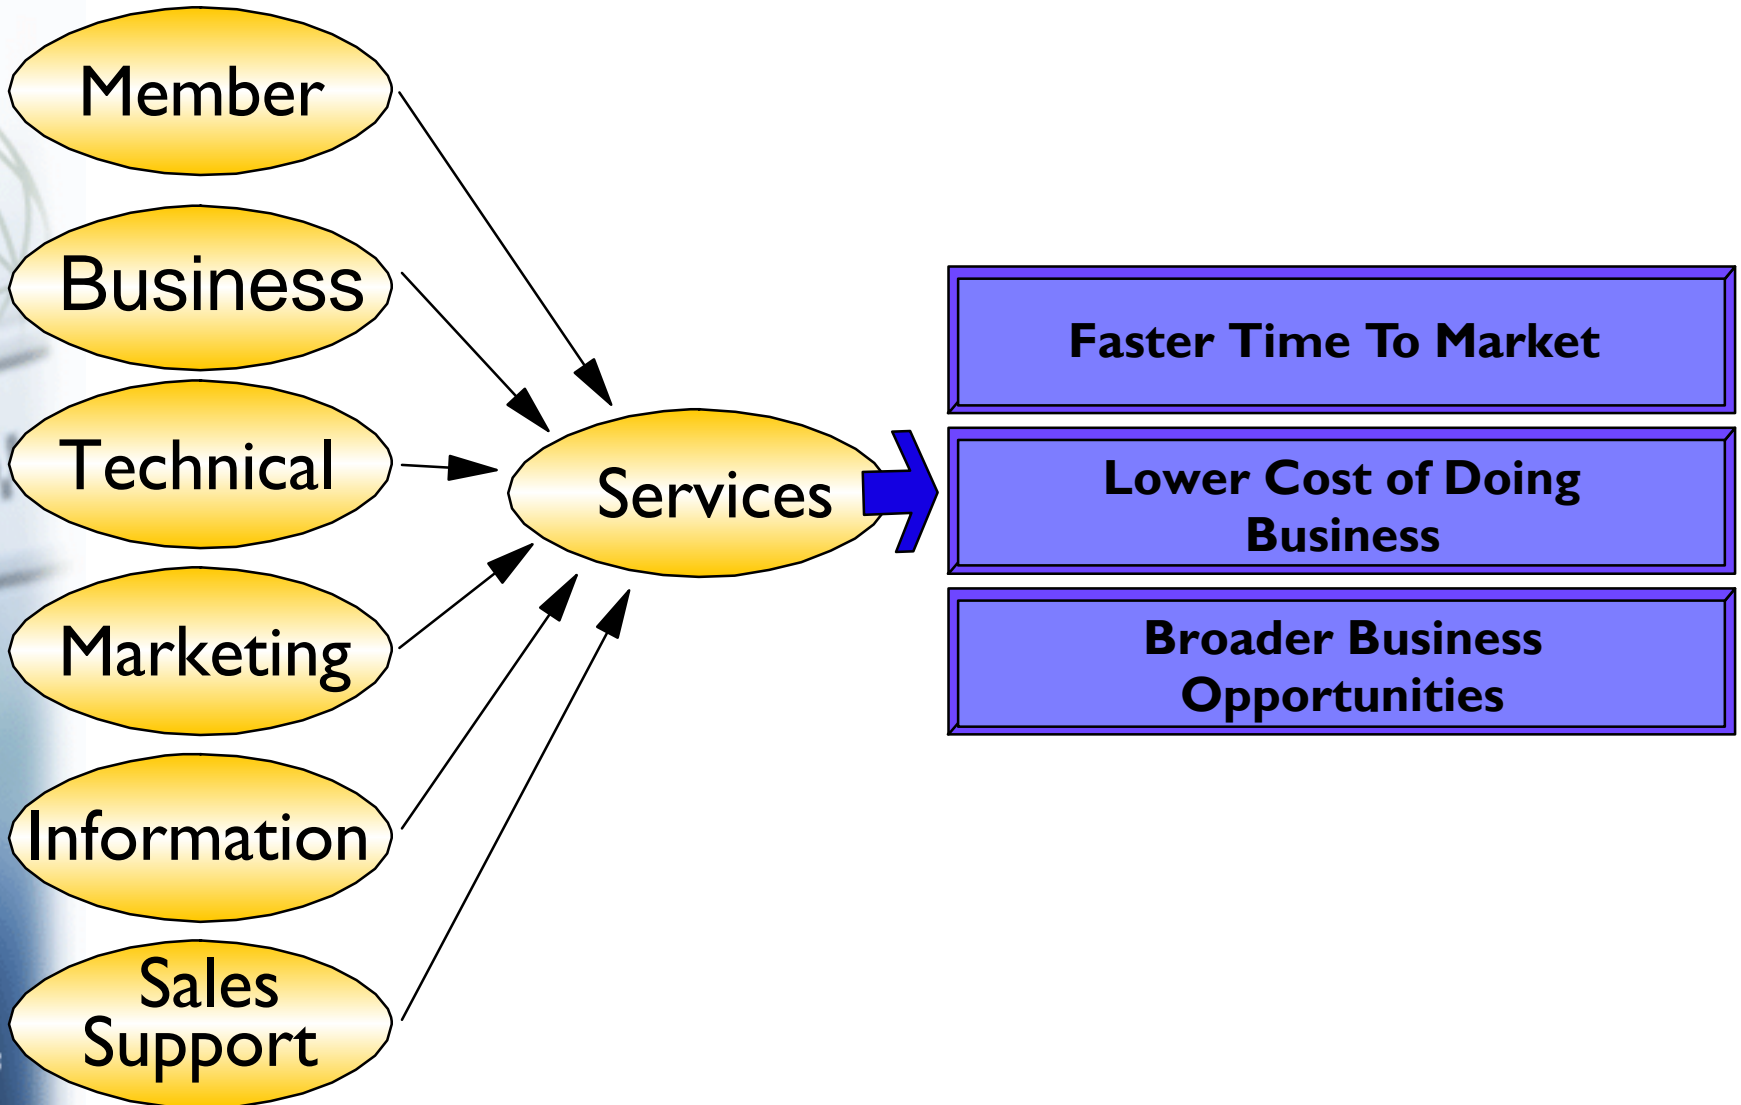 Member
Business
Technical
Marketing
Information
Sales
Support
Services
Faster Time To Market
Lower Cost of Doing
Business
Broader Business
Opportunities